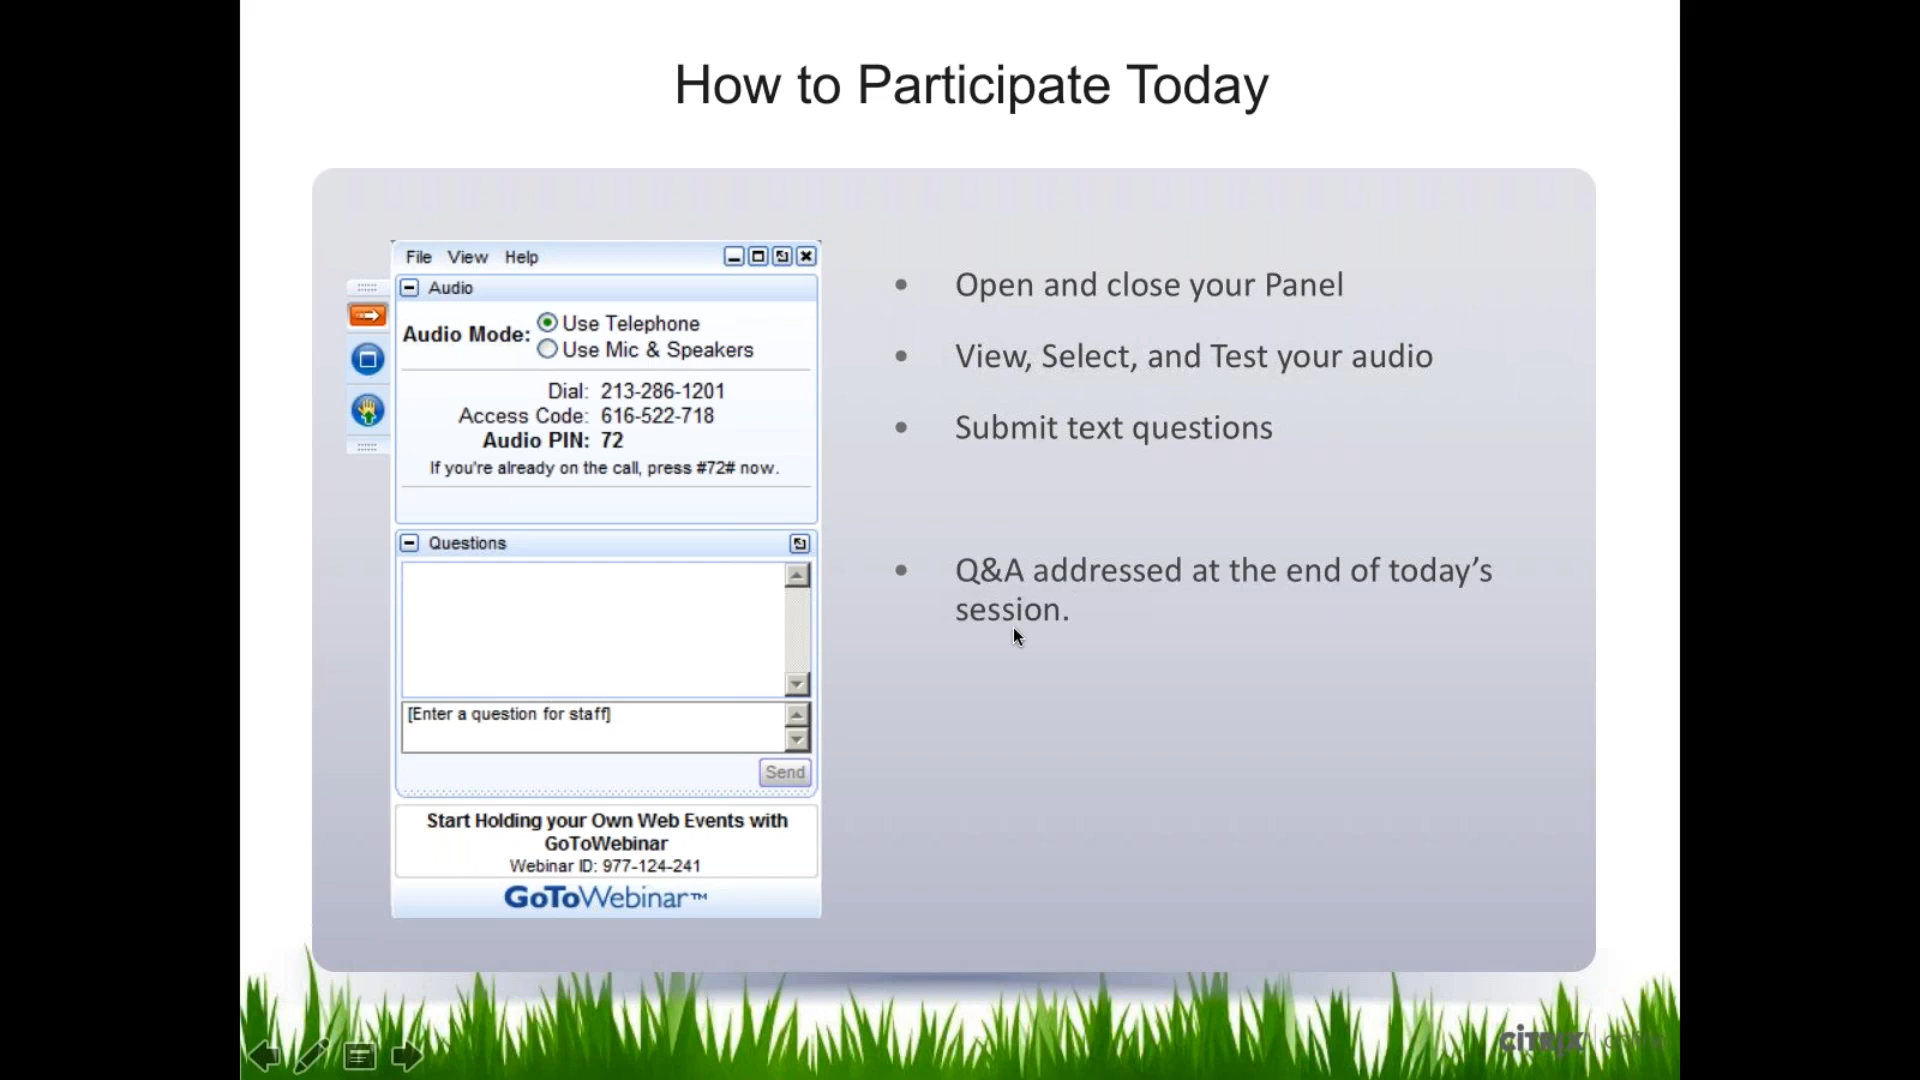 How to Participate Today
File View Help
Audio
Audio Mode:
Use Telephone
Use Mic & Speakers
Dial: 213-286-1201
Access Code: 616-522-718
Audio PIN: 72
If you're already on the call, press #72# now.
Questions
[Enter a question for staff]
Send
Start Holding your Own Web Events with
GoToWebinar
Webinar ID: 977-124-241
GoToWebinar™
• Open and close your Panel
• View, Select, and Test your audio
• Submit text questions
• Q&A addressed at the end of today’s
session.
CITRIX online